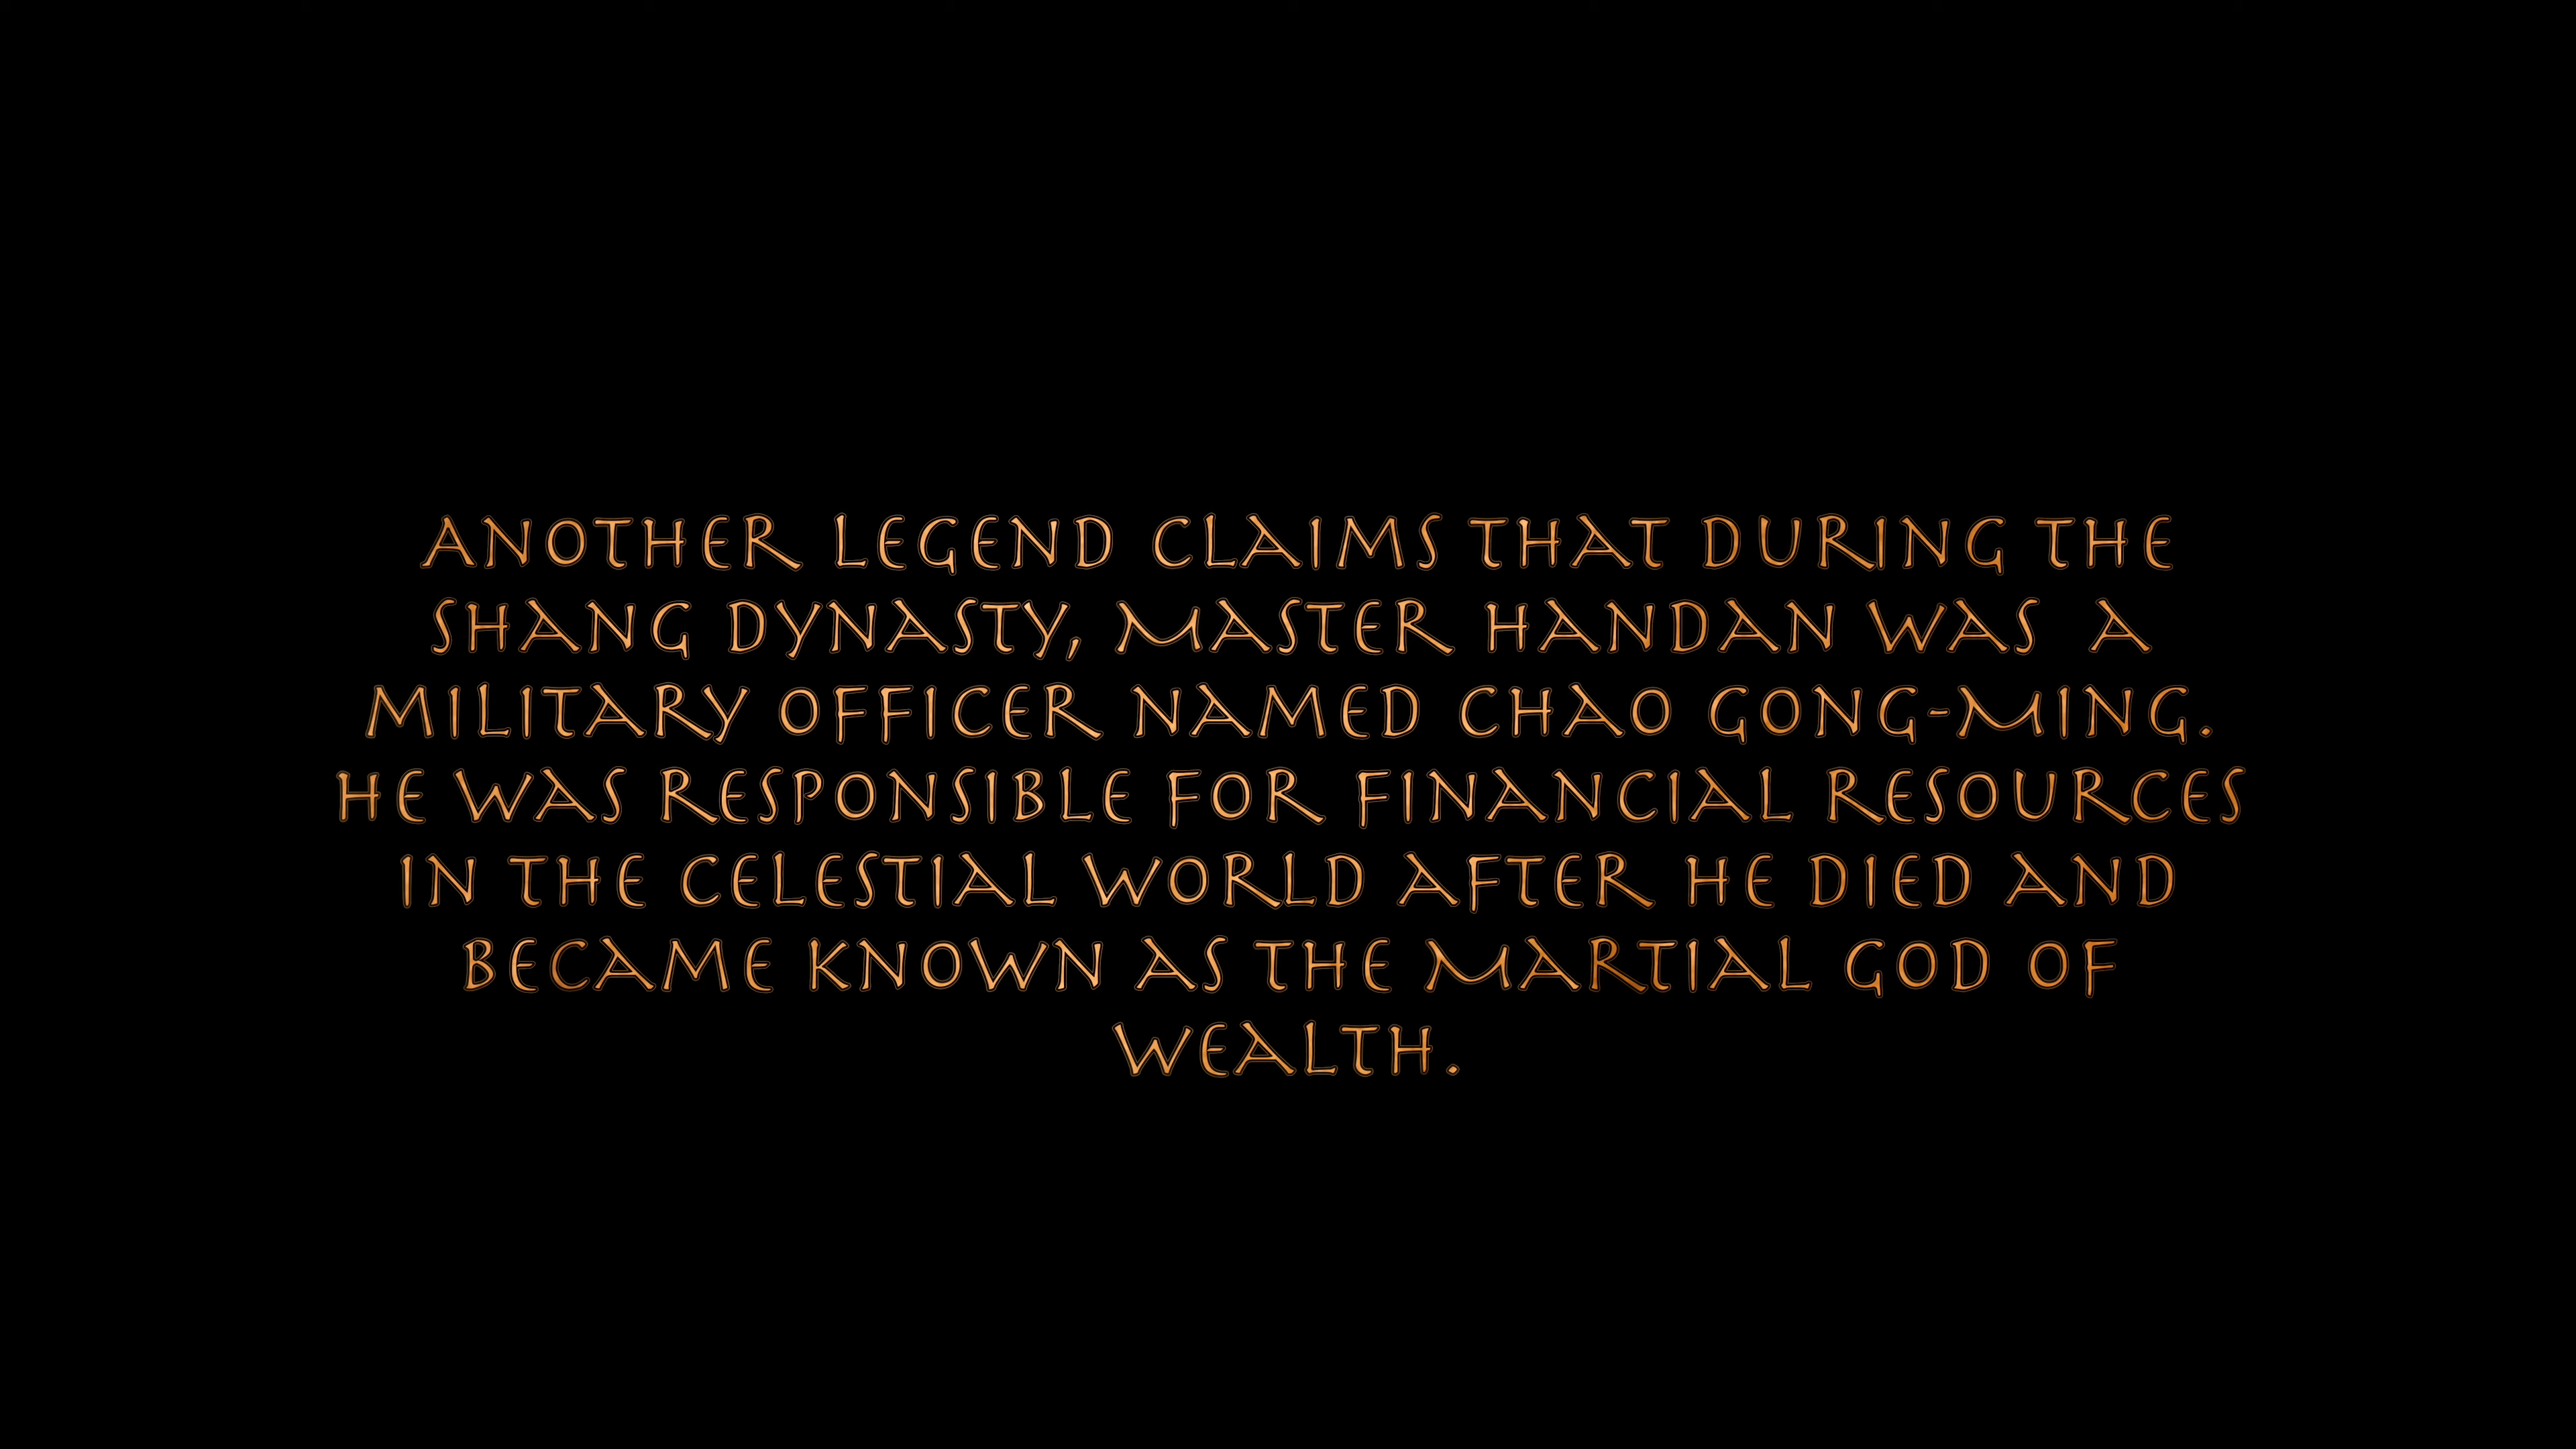 ANOTHER LEGEND CLAIMS THAT DURING THE
SHANG DYNASTY, MASTER HANDAN WAS A
MILITARY OFFICER NAMED CHAO GONG-MING.
HE WAS RESPONSIBLE FOR FINANCIAL RESOURCES
IN THE CELESTIAL WORLD AFTER HE DIED AND
BECAME KNOWN AS THE MARTIAL GOD OF
WEALTH.